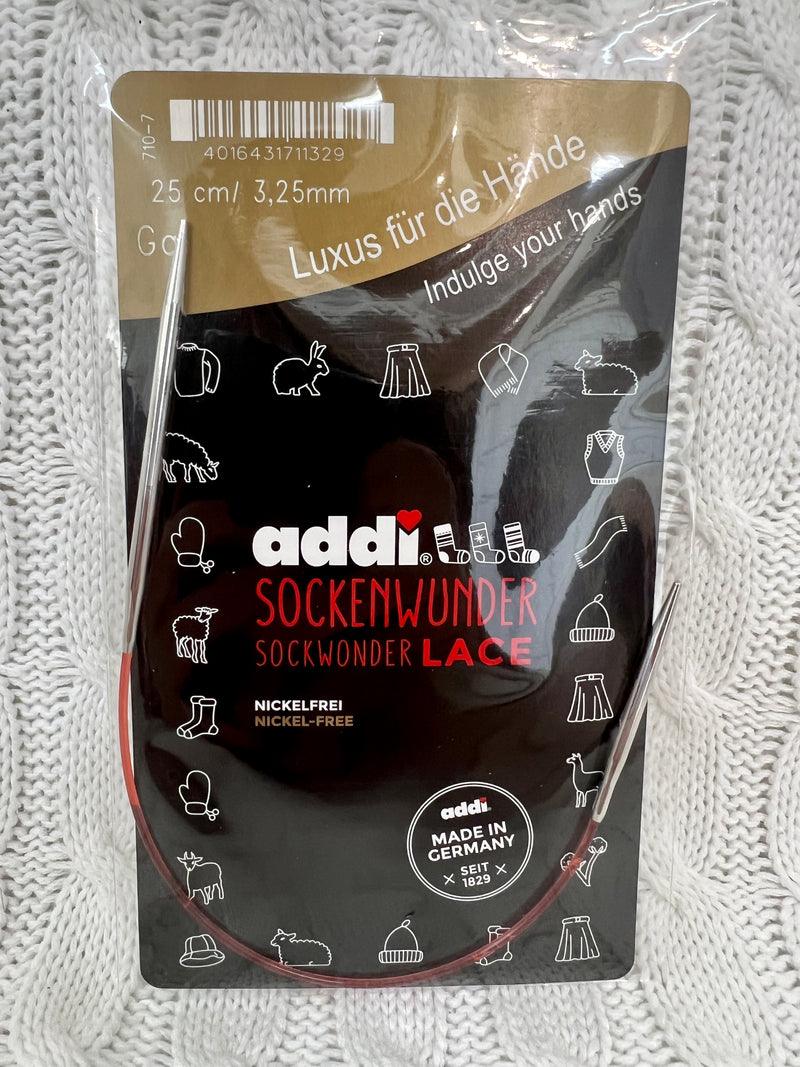 710-7
4016431711329
25 cm/ 3,25mm
Luxus für die Hände
Indulge your hands
addi®
SOCKENWUNDER
SOCKWONDER LACE
NICKELFREI
NICKEL-FREE
addi®
MADE IN
GERMANY
SEIT
1829